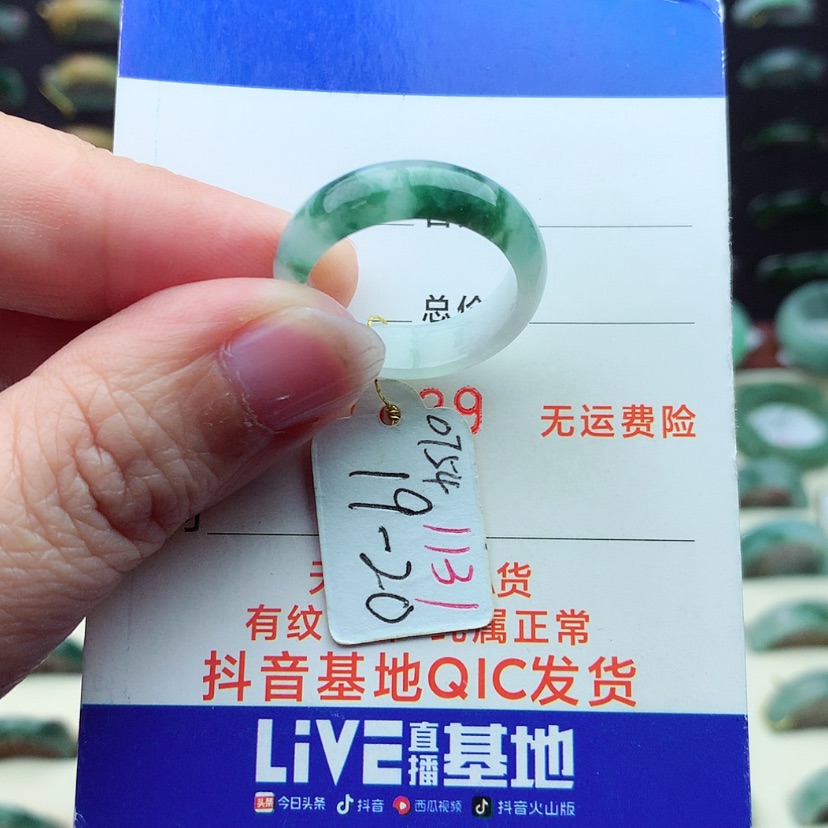 总价
39 无运费险
0754
1131
19-20
货
有纹 属正常
抖音基地QIC发货
LiVE直播基地
头条 今日头条 抖音 西瓜视频 抖音火山版